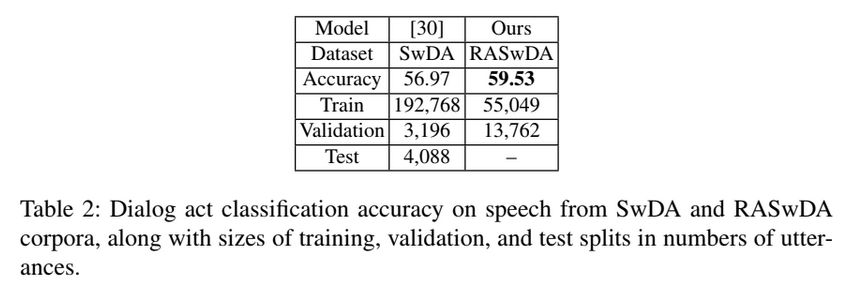 Model [30] Ours
Dataset SwDA RASwDA
Accuracy 56.97 59.53
Train 192,768 55,049
Validation 3,196 13,762
Test 4,088 –
Table 2: Dialog act classification accuracy on speech from SwDA and RASwDA
corpora, along with sizes of training, validation, and test splits in numbers of utter-
ances.